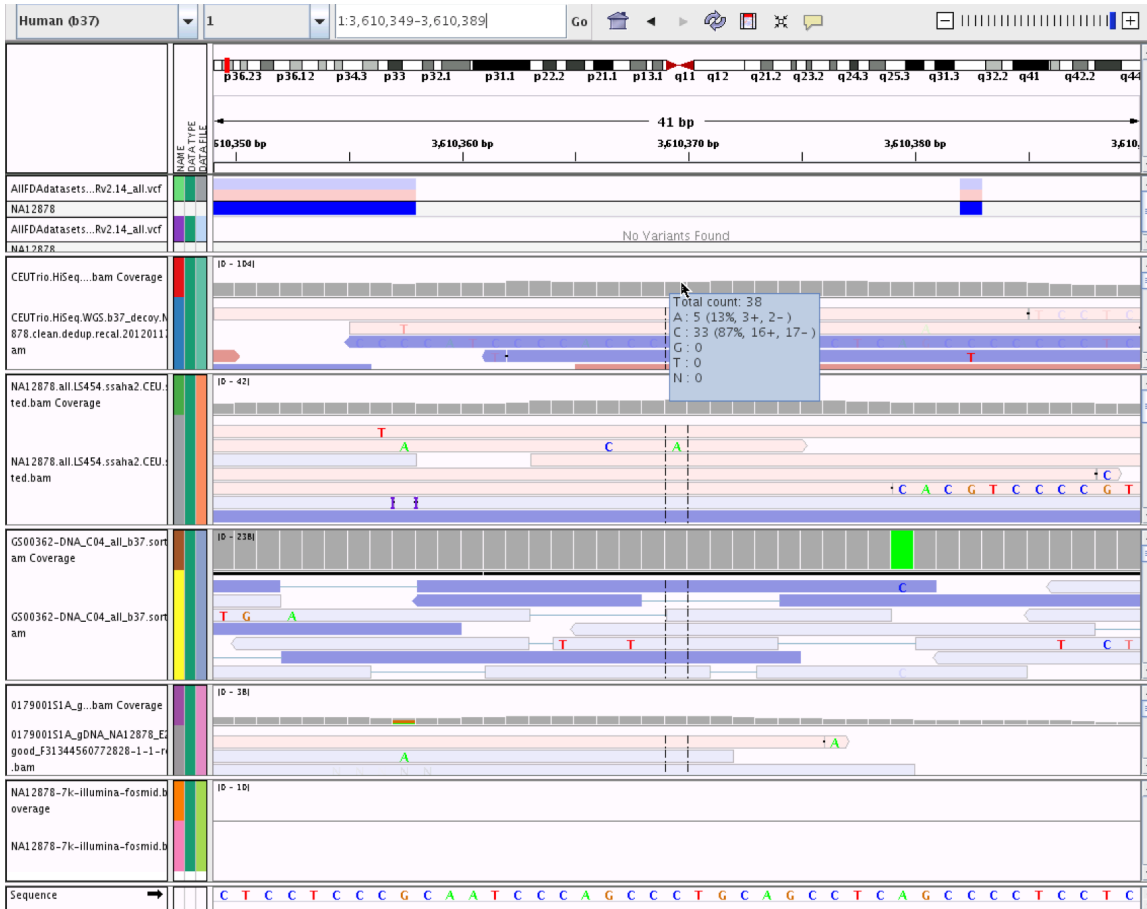 Human (b37) 1 1:3,610,349-3,610,389 Go
p36.23 p36.12 p34.3 p33 p32.1 p31.1 p22.2 p21.1 p13.1 q11 q12 q21.2 q23.2 q24.3 q25.3 q31.3 q32.2 q41 q42.2 q44
NAME
DATA TYPE
DATA FILE
41 bp
610,350 bp 3,610,360 bp 3,610,370 bp 3,610,380 bp 3,610,
AllFDAdatasets...Rv2.14_all.vcf
NA12878
AllFDAdatasets...Rv2.14_all.vcf
No Variants Found
NA12878
[0 - 104]
CEUTrio.HiSeq....bam Coverage
Total count: 38
A : 5 (13%, 3+, 2- )
C : 33 (87%, 16+, 17- )
G : 0
T : 0
N : 0
CEUTrio.HiSeq.WGS.b37_decoy.N
878.clean.dedup.recal.2012011
am
T
T
[0 - 42]
NA12878.all.LS454.ssaha2.CEU.
ted.bam Coverage
NA12878.all.LS454.ssaha2.CEU.
ted.bam
T
A C A
C
C A C G T C C C C G T
[0 - 238]
GS00362-DNA_C04_all_b37.sort
am Coverage
GS00362-DNA_C04_all_b37.sort
am
C
T G A
T T T C T
C
[0 - 38]
0179001S1A_g...bam Coverage
0179001S1A_gDNA_NA12878_E2
good_F31344560772828-1-1-r
.bam
A
A
[0 - 10]
NA12878-7k-illumina-fosmid.b
overage
NA12878-7k-illumina-fosmid.b
Sequence C T C C T C C C G C A A T C C C A G C C C T G C A G C C T C A G C C C C T C C T C